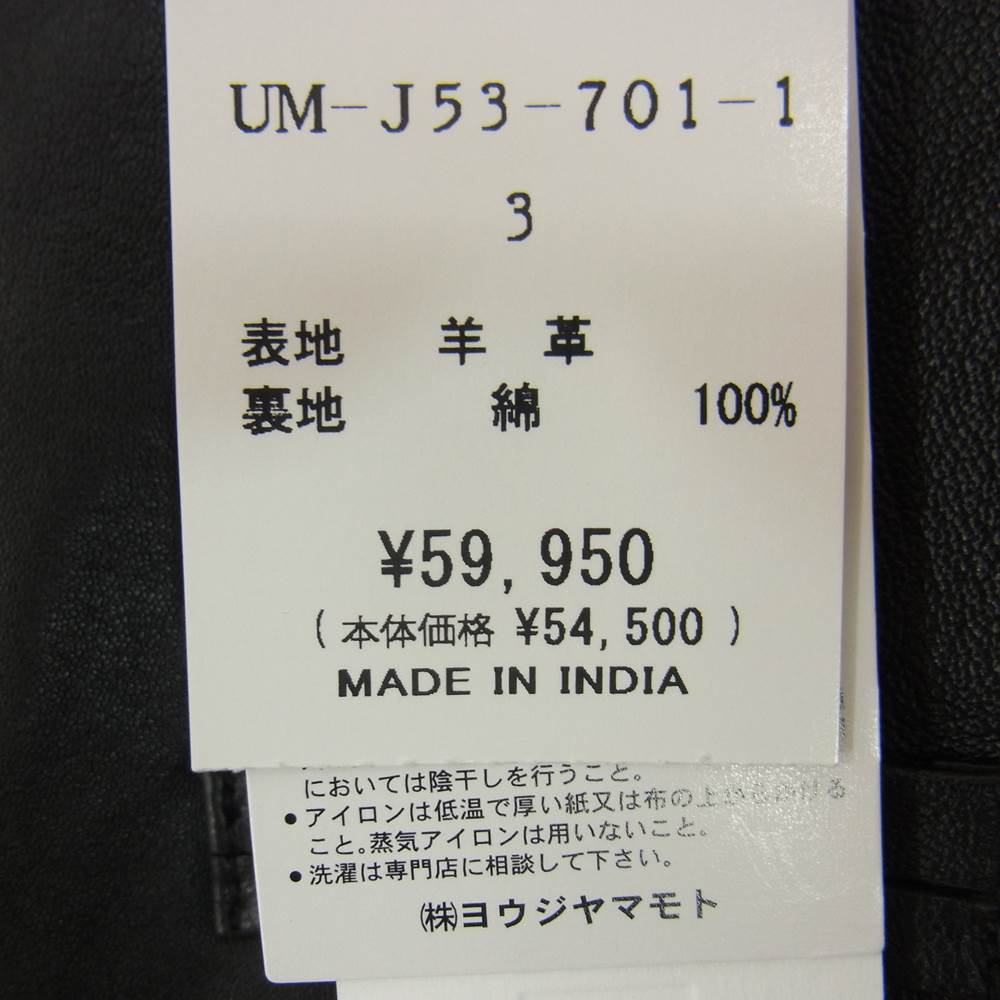 UM-J53-701-1
3
表地 羊 革
裏地 綿 100%
¥59,950
(本体価格 ¥54,500)
MADE IN INDIA
においては陰干しを行うこと。
●アイロンは低温で厚い紙又は布の上からかける
こと。蒸気アイロンは用いないこと。
●洗濯は専門店に相談して下さい。
(株)ヨウジヤマモト